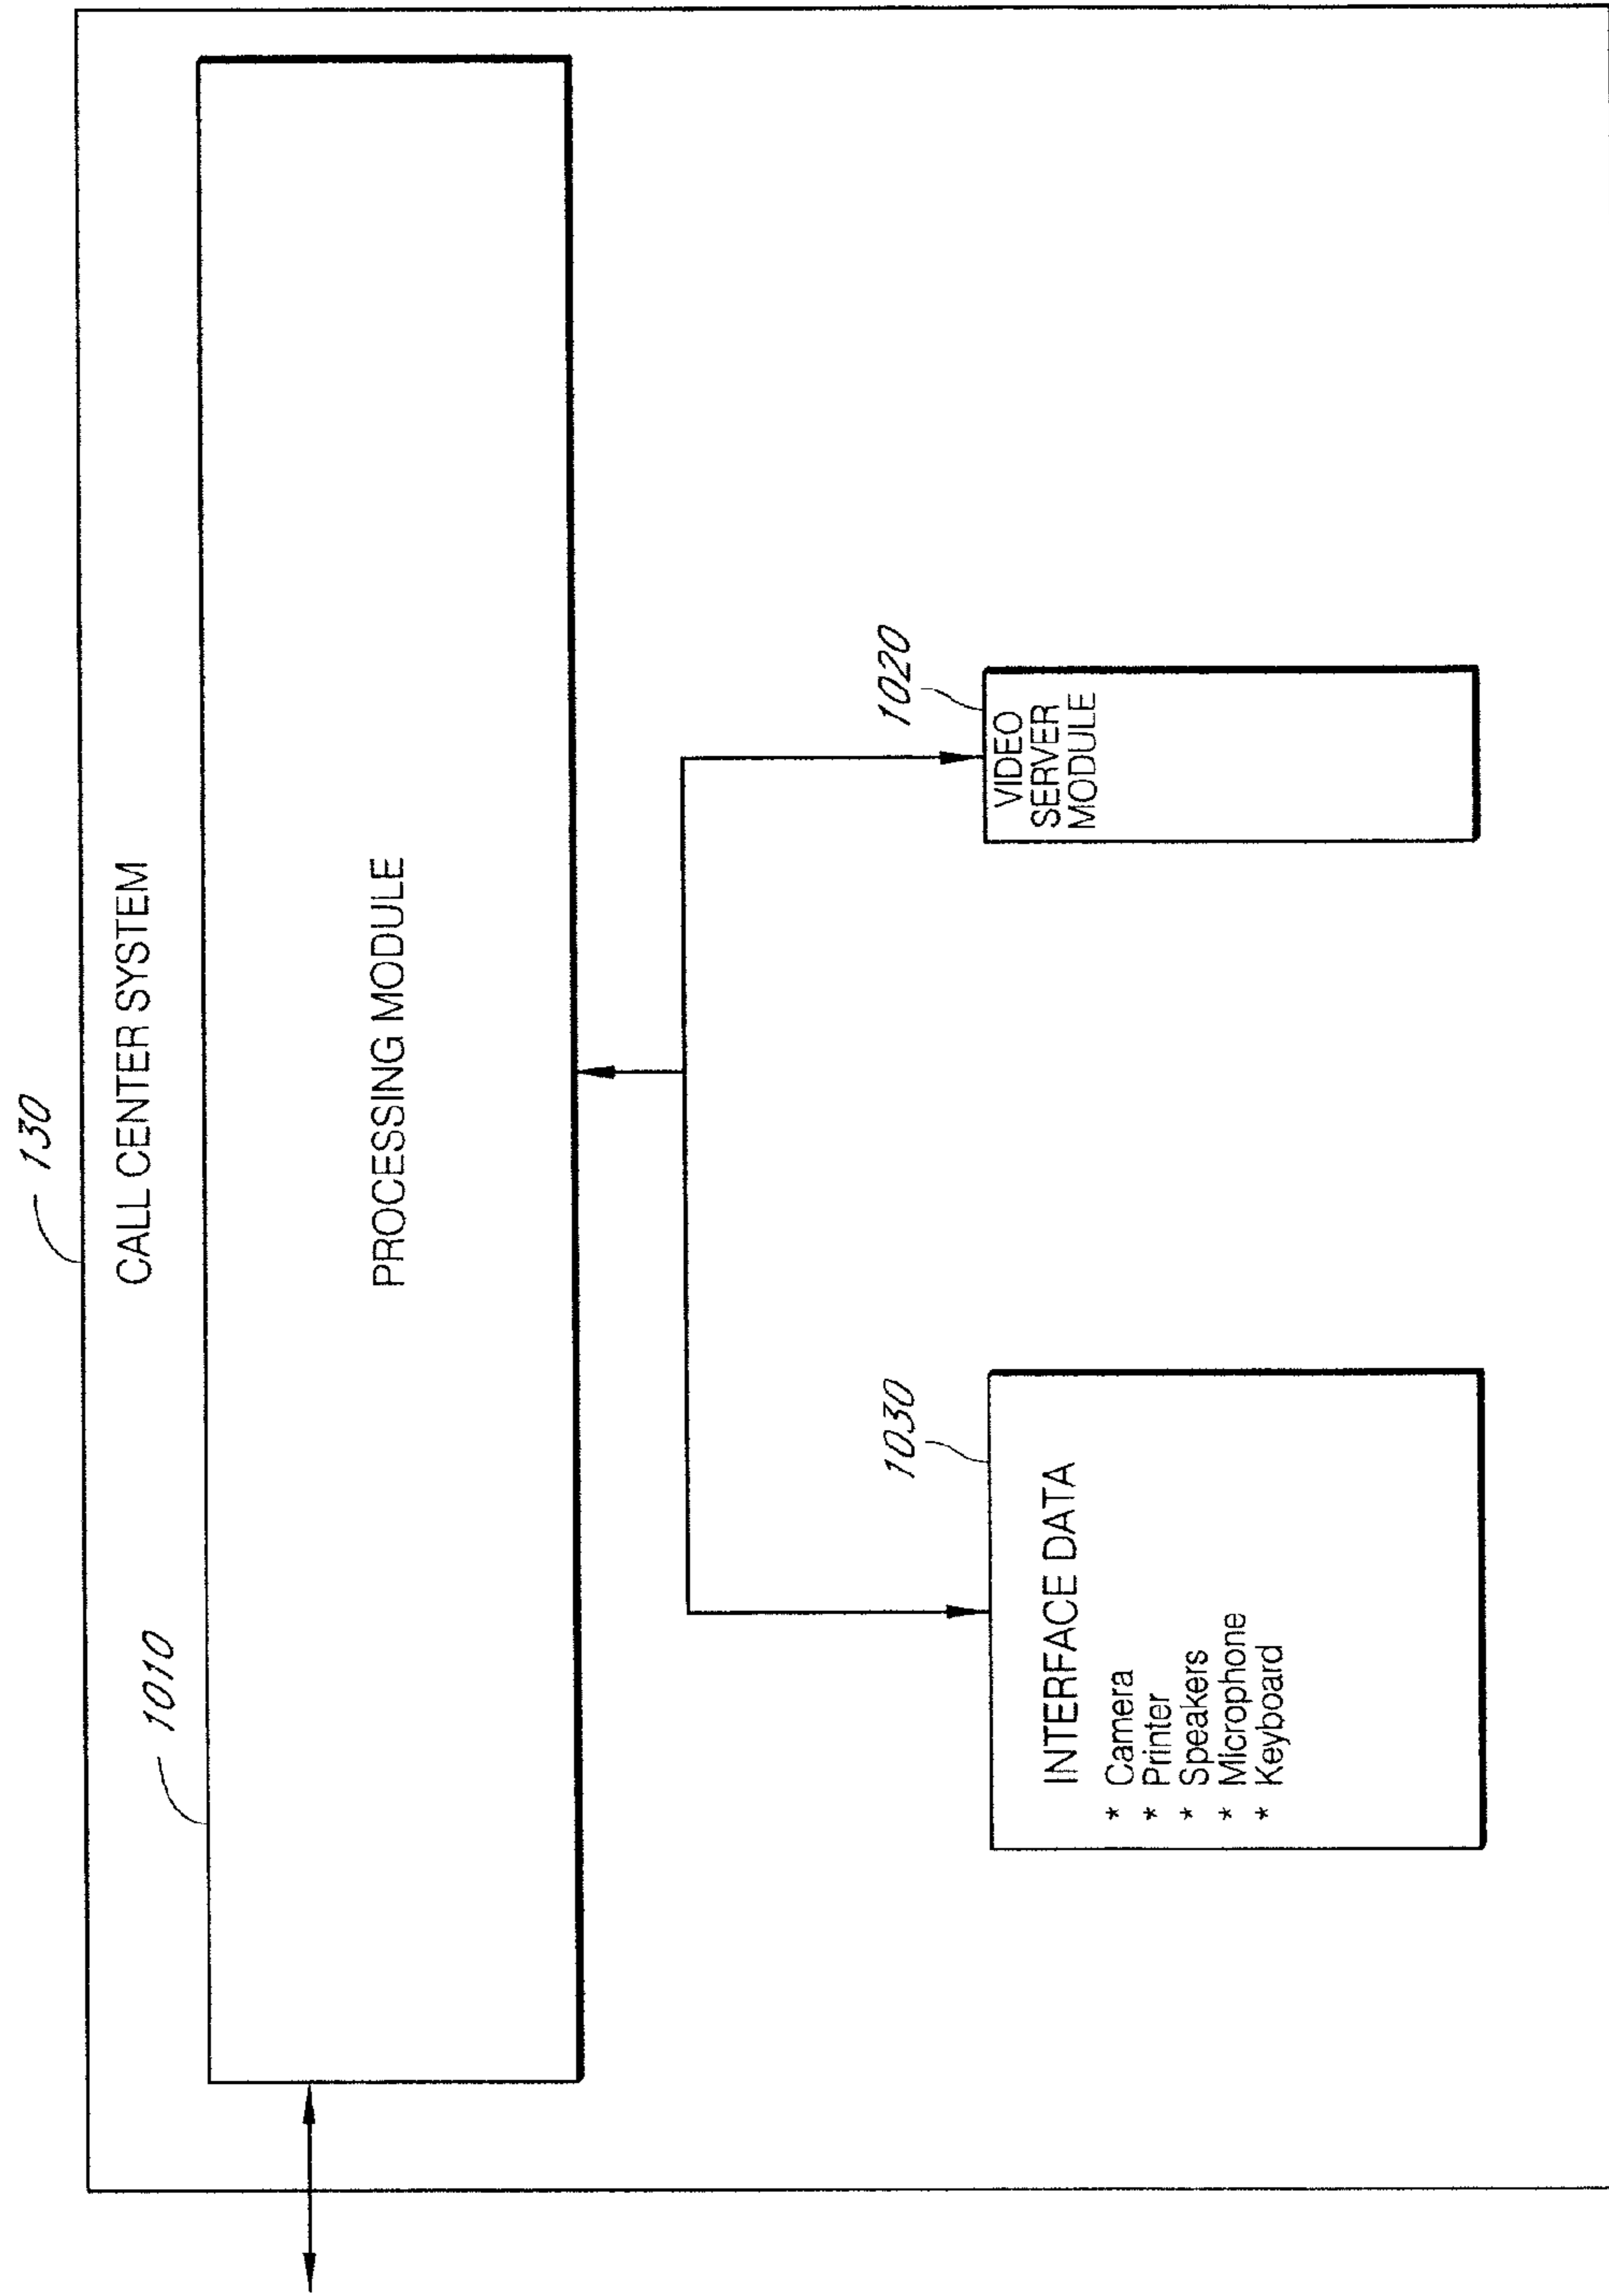 130
CALL CENTER SYSTEM
1010
PROCESSING MODULE
1030
INTERFACE DATA
* Camera
* Printer
* Speakers
* Microphone
* Keyboard
1020
VIDEO
SERVER
MODULE